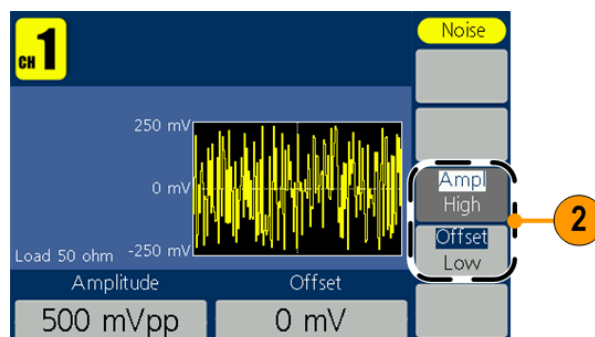 CH 1
Noise
250 mV
0 mV
-250 mV
Load 50 ohm
Ampl
High
Offset
Low
2
Amplitude
Offset
500 mVpp
0 mV